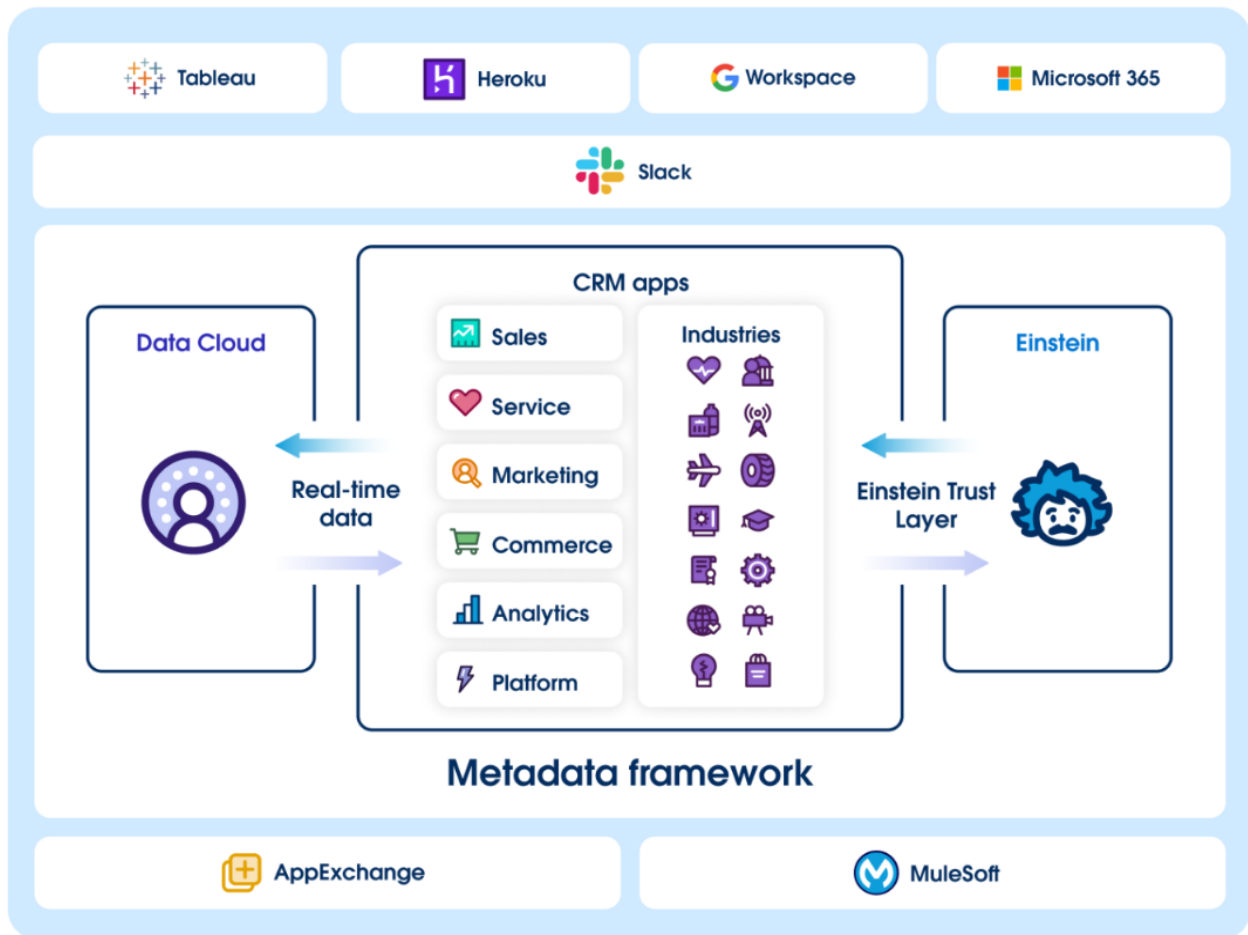 Tableau
Heroku
Workspace
Microsoft 365
Slack
CRM apps
Data Cloud
Real-time
data
Sales
Service
Marketing
Commerce
Analytics
Platform
Industries
Einstein Trust
Layer
Einstein
Metadata framework
AppExchange
MuleSoft